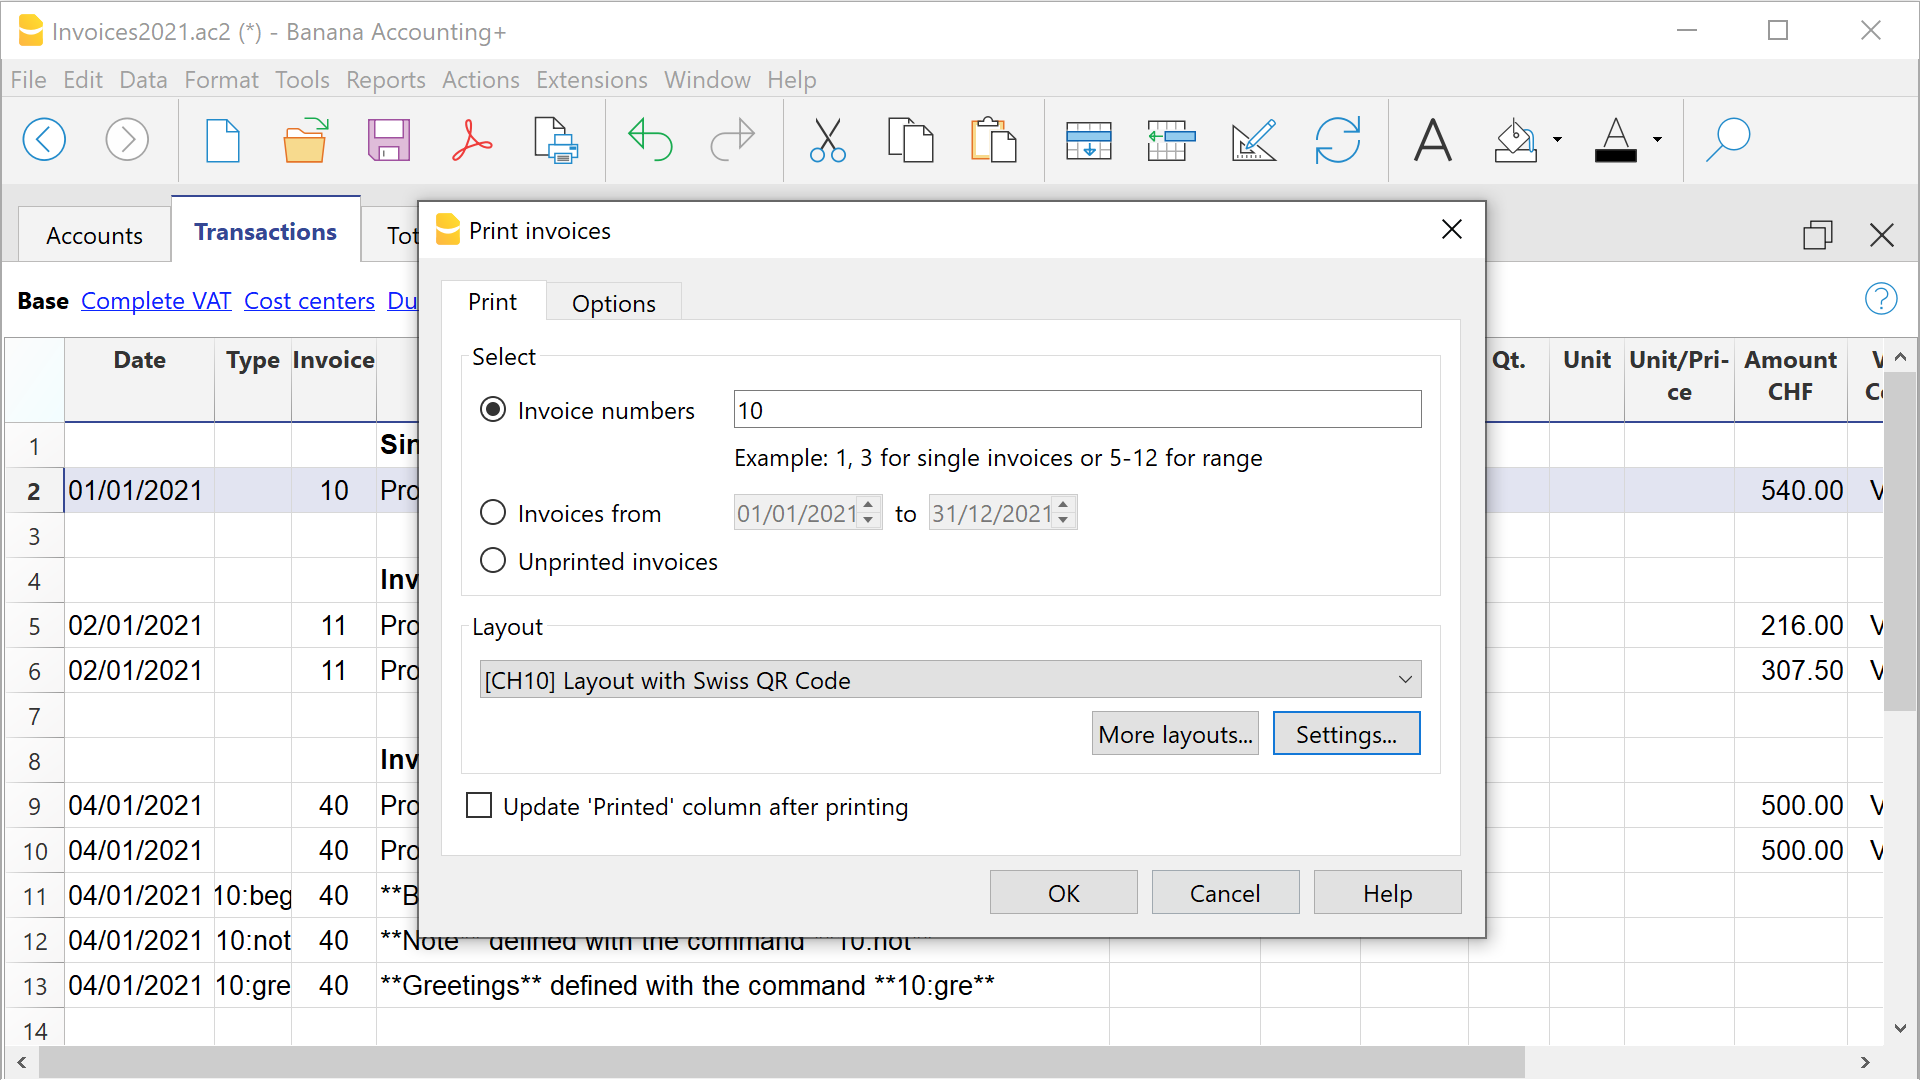 Invoices2021.ac2 (*) - Banana Accounting+
File Edit Data Format Tools Reports Actions Extensions Window Help
Accounts Transactions Tot
Base Complete VAT Cost centers Du
Print invoices
Print Options
Select
Invoice numbers 10
Example: 1, 3 for single invoices or 5-12 for range
Invoices from 01/01/2021 to 31/12/2021
Unprinted invoices
Layout
[CH10] Layout with Swiss QR Code
More layouts... Settings...
Update 'Printed' column after printing
OK Cancel Help
Date Type Invoice Qt. Unit Unit/Pri-
ce Amount
CHF V
Co
1 Sin
2 01/01/2021 10 Pro 540.00 V
3
4 Inv
5 02/01/2021 11 Pro 216.00 V
6 02/01/2021 11 Pro 307.50 V
7
8 Inv
9 04/01/2021 40 Pro 500.00 V
10 04/01/2021 40 Pro 500.00 V
11 04/01/2021 10:beg 40 **B
12 04/01/2021 10:not 40 **Note** defined with the command **10:not**
13 04/01/2021 10:gre 40 **Greetings** defined with the command **10:gre**
14